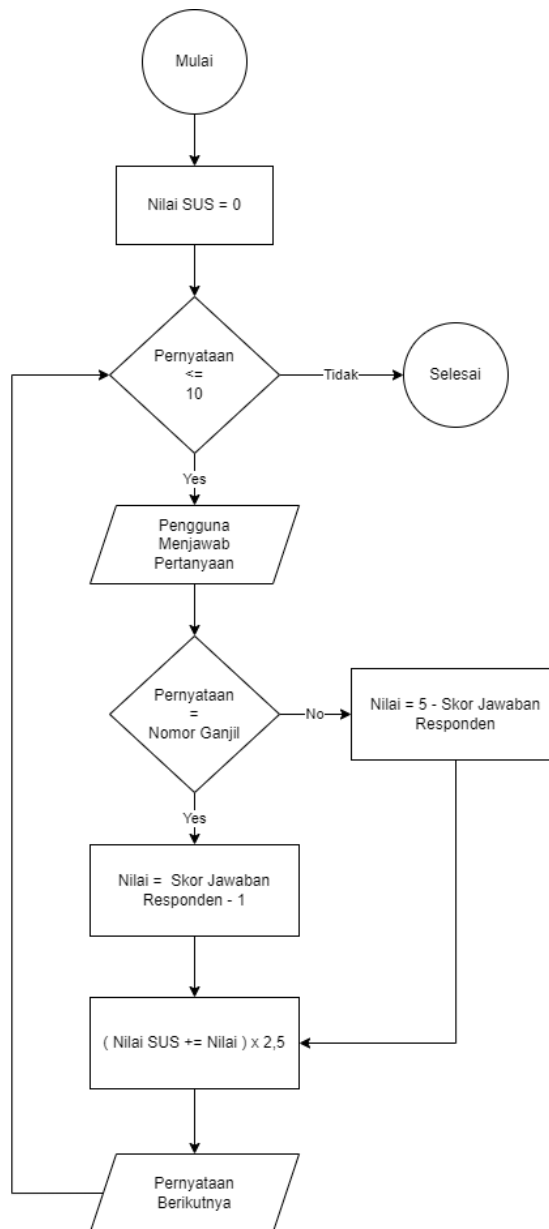 Mulai
Nilai SUS = 0
Pernyataan
<=
10
Tidak
Selesai
Yes
Pengguna
Menjawab
Pertanyaan
Pernyataan
=
Nomor Ganjil
No
Nilai = 5 - Skor Jawaban
Responden
Yes
Nilai = Skor Jawaban
Responden - 1
( Nilai SUS += Nilai ) x 2,5
Pernyataan
Berikutnya